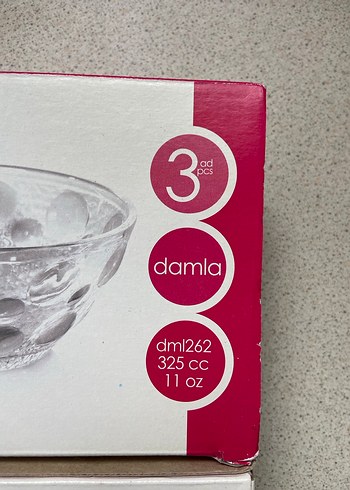 3 ad
pcs
damla
dml262
325 cc
11 oz